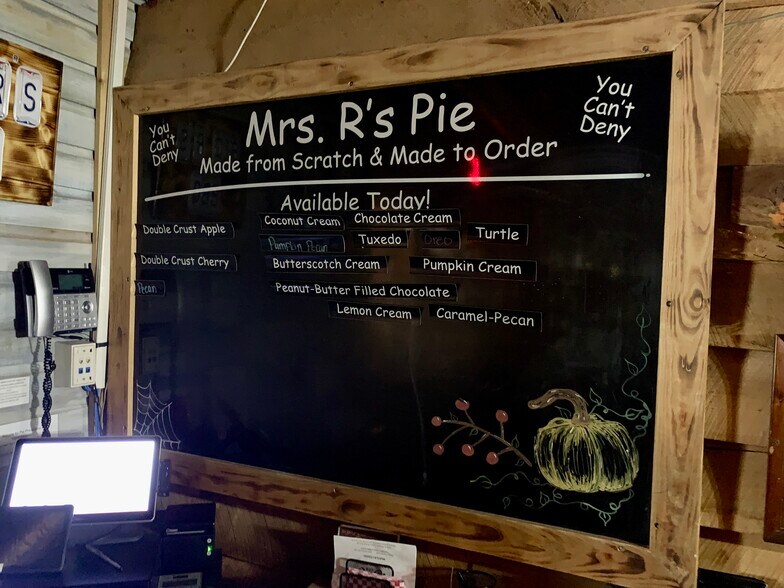 R S
You
Can't
Deny
Mrs. R's Pie
You
Can't
Deny
Made from Scratch & Made to Order
Available Today!
Double Crust Apple
Coconut Cream Chocolate Cream
Pumpkin Pecan Tuxedo Oreo Turtle
Double Crust Cherry
Butterscotch Cream Pumpkin Cream
Pecan
Peanut-Butter Filled Chocolate
Lemon Cream Caramel-Pecan